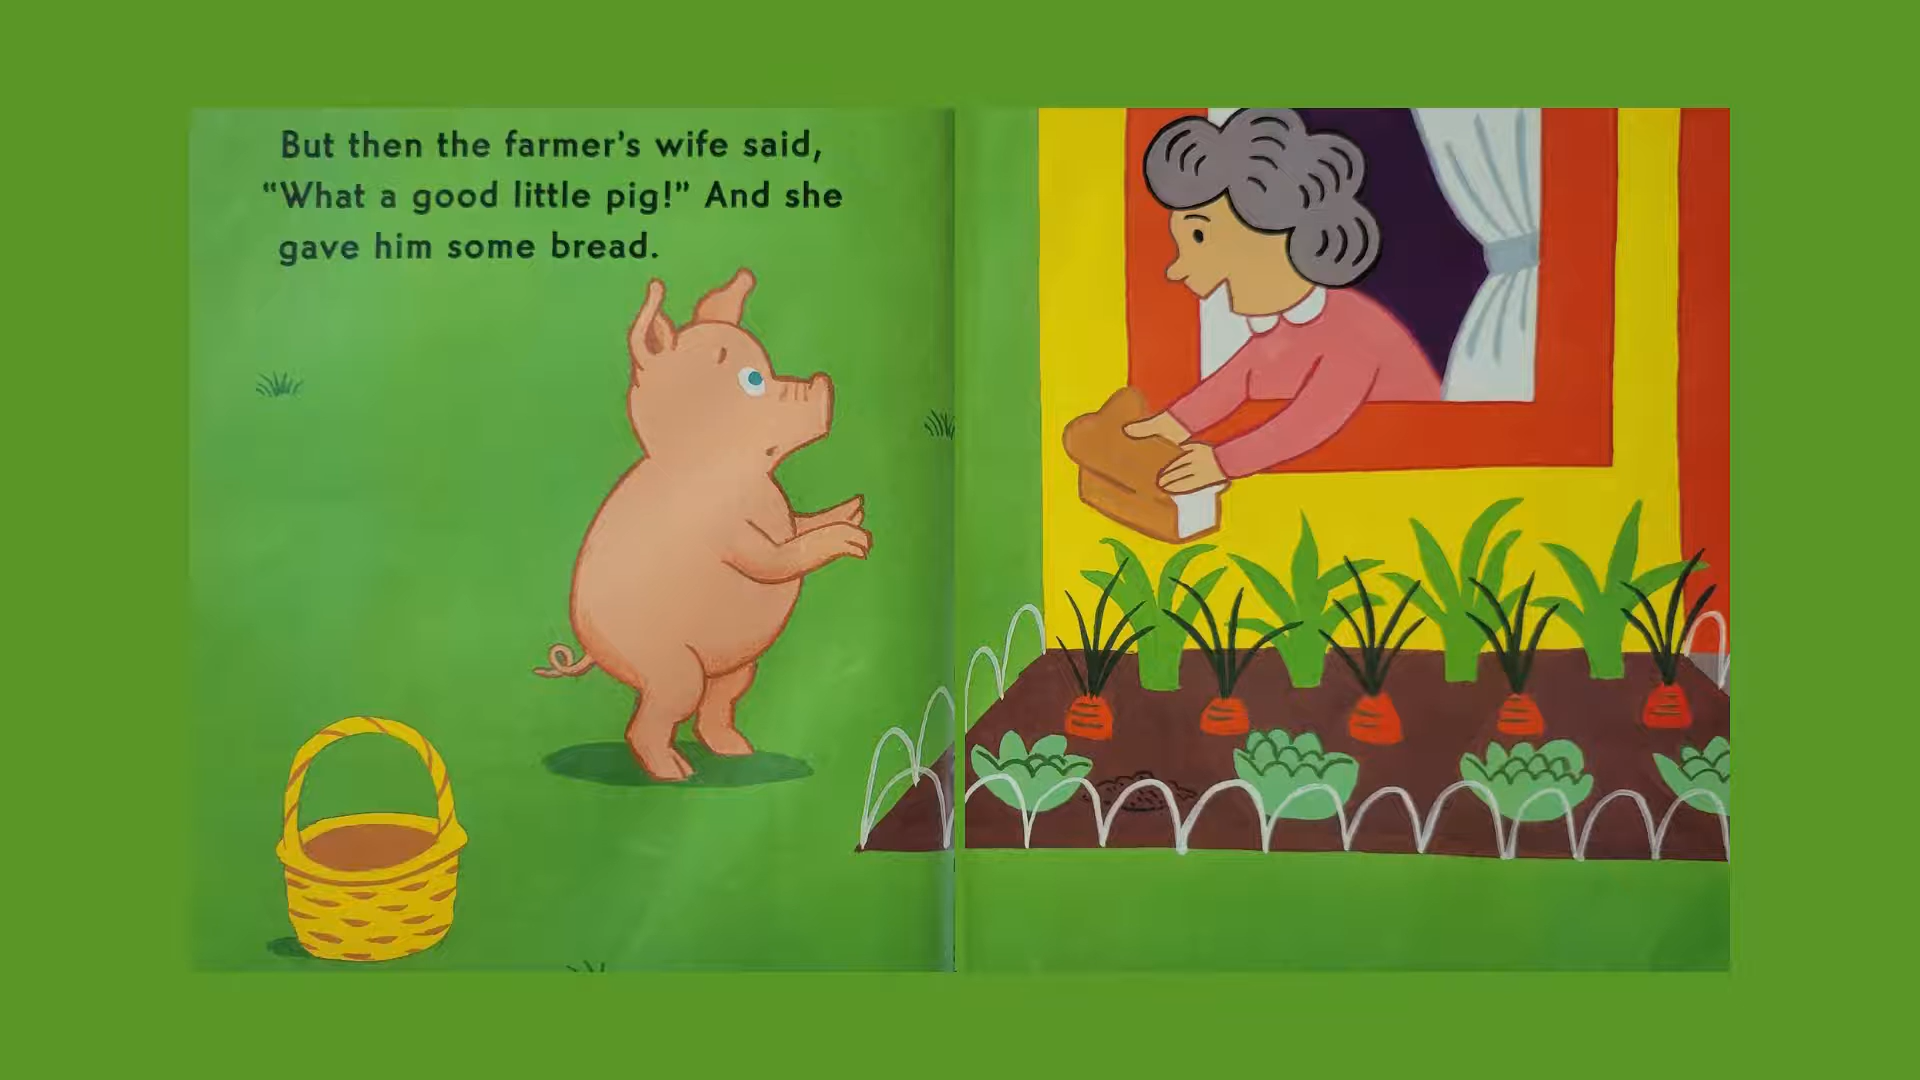 But then the farmer's wife said,
“What a good little pig!” And she
gave him some bread.